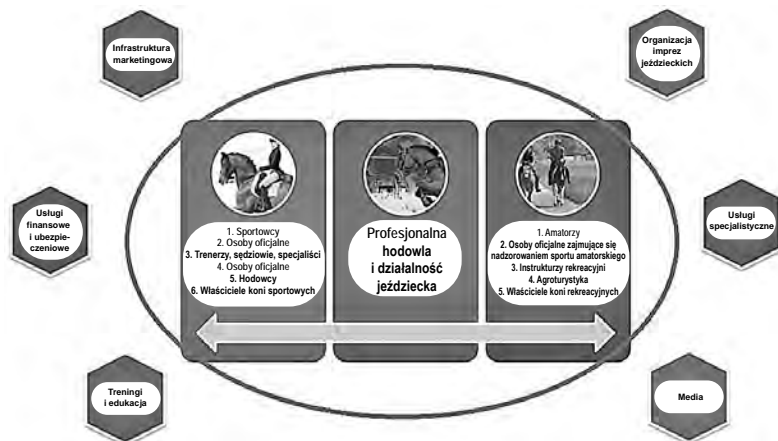 Infrastruktura
marketingowa
Organizacja
imprez
jeździeckich
Usługi
finansowe
i ubezpie-
czeniowe
1. Sportowcy
2. Osoby oficjalne
3. Trenerzy, sędziowie, specjaliści
4. Osoby oficjalne
5. Hodowcy
6. Właściciele koni sportowych
Profesjonalna
hodowla
i działalność
jeździecka
1. Amatorzy
2. Osoby oficjalne zajmujące się
nadzorowaniem sportu amatorskiego
3. Instrukturzy rekreacyjni
4. Agroturystyka
5. Właściciele koni rekreacyjnych
Usługi
specjalistyczne
Treningi
i edukacja
Media